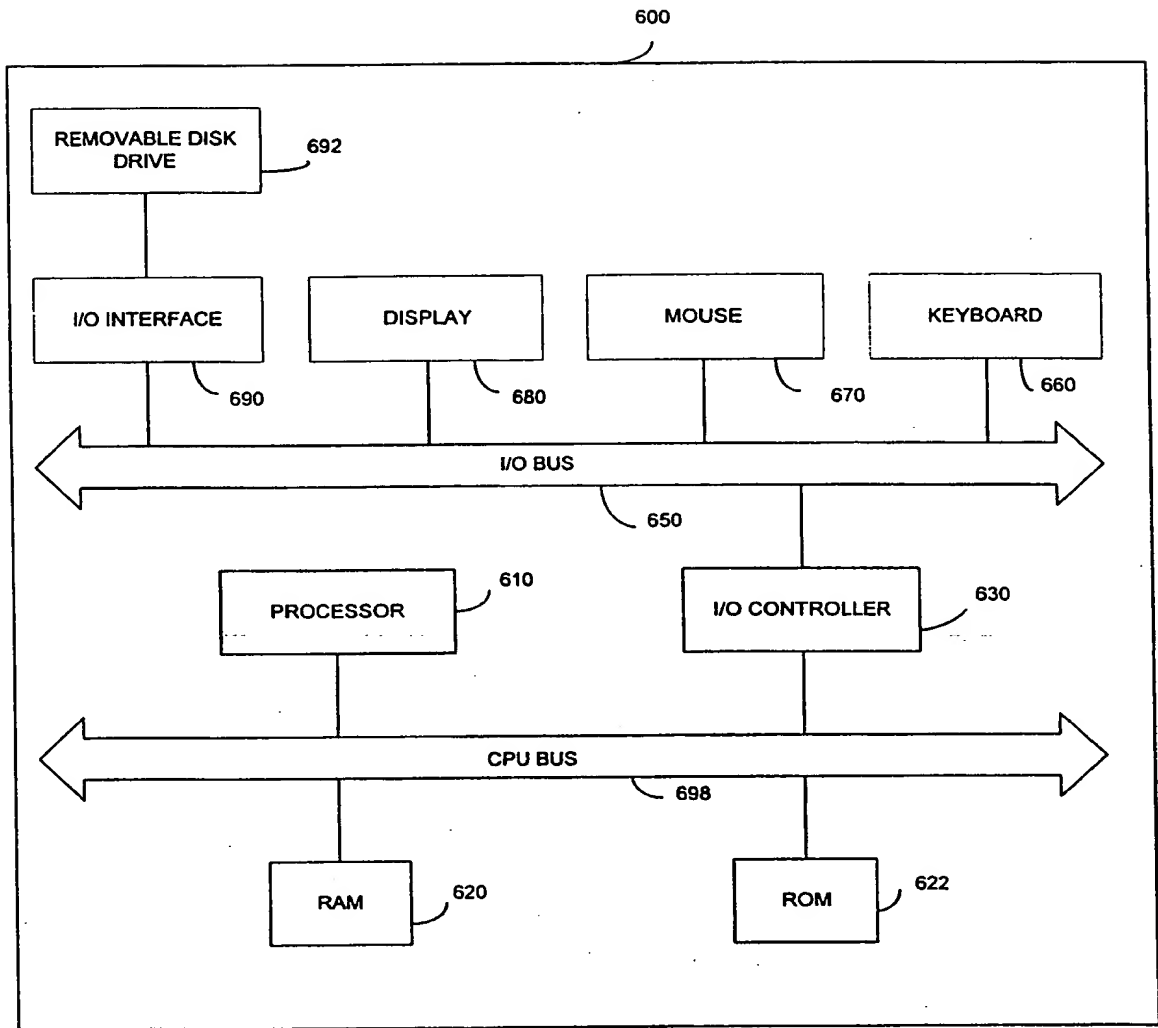 600
REMOVABLE DISK
DRIVE
692
I/O INTERFACE
DISPLAY
MOUSE
KEYBOARD
690
680
670
660
I/O BUS
650
PROCESSOR
610
I/O CONTROLLER
630
CPU BUS
698
RAM
620
ROM
622